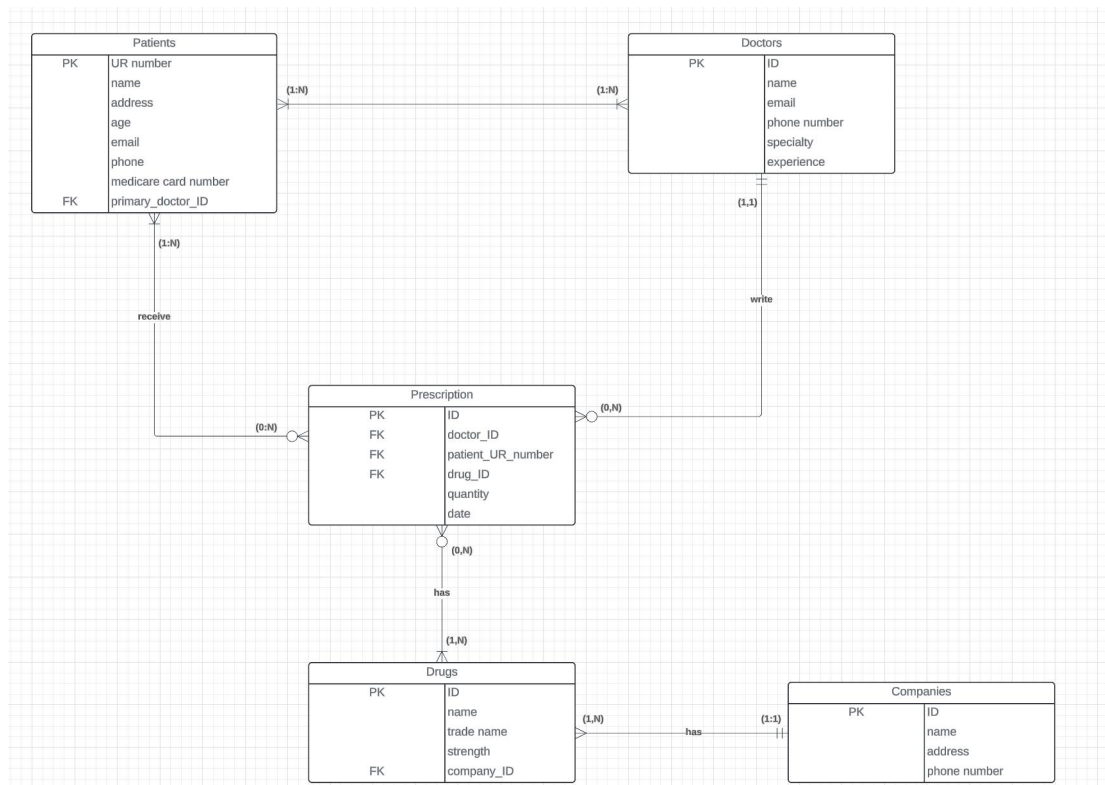 Patients
PK UR number
name
address
age
email
phone
medicare card number
FK primary_doctor_ID
(1:N)
(1:N)
Doctors
PK ID
name
email
phone number
specialty
experience
(1:N)
receive
(0:N)
(1,1)
write
(0,N)
Prescription
PK ID
FK doctor_ID
FK patient_UR_number
FK drug_ID
quantity
date
(0,N)
has
(1,N)
Drugs
PK ID
name
trade name
strength
FK company_ID
(1,N)
has
(1:1)
Companies
PK ID
name
address
phone number